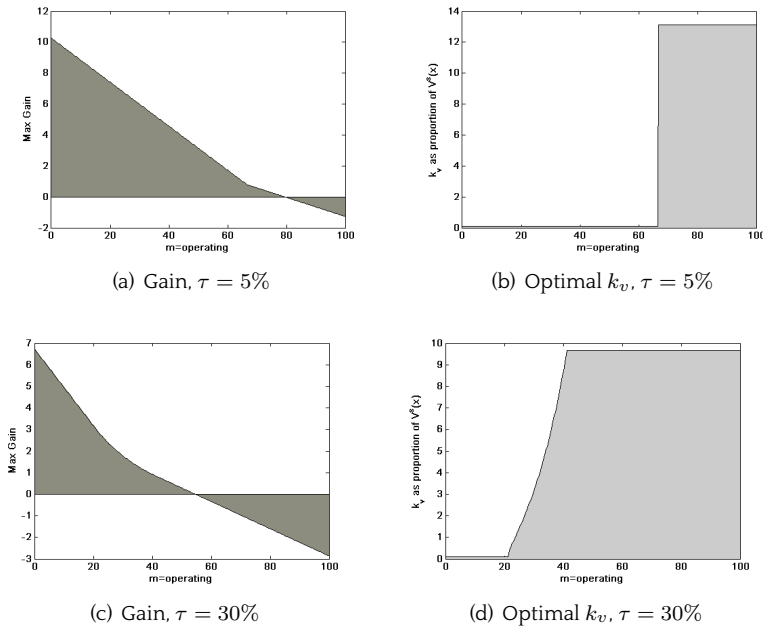 12
10
8
6
4
2
0
-2
Max Gain
0 20 40 60 80 100
m=operating
(a) Gain, τ = 5%
14
12
10
8
6
4
2
0
k_v as proportion of V^s(x)
0 20 40 60 80 100
m=operating
(b) Optimal k_v, τ = 5%
7
6
5
4
3
2
1
0
-1
-2
-3
Max Gain
0 20 40 60 80 100
m=operating
(c) Gain, τ = 30%
10
9
8
7
6
5
4
3
2
1
0
k_v as proportion of V^s(x)
0 20 40 60 80 100
m=operating
(d) Optimal k_v, τ = 30%